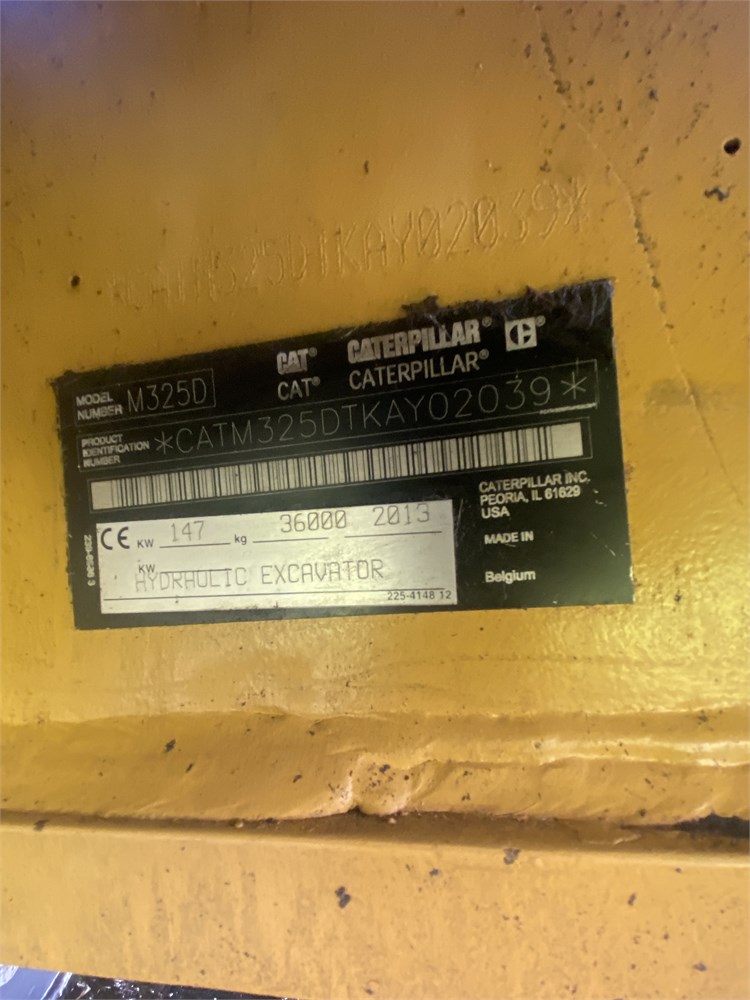 *CATM325DTKAY02039*
CAT® CATERPILLAR®
CAT® CATERPILLAR®
MODEL NUMBER M325D
PRODUCT IDENTIFICATION NUMBER *CATM325DTKAY02039*
CATERPILLAR INC.
PEORIA, IL 61629
USA
MADE IN
Belgium
CE KW 147 kg 36000 2013
KW
HYDRAULIC EXCAVATOR
225-4148 12